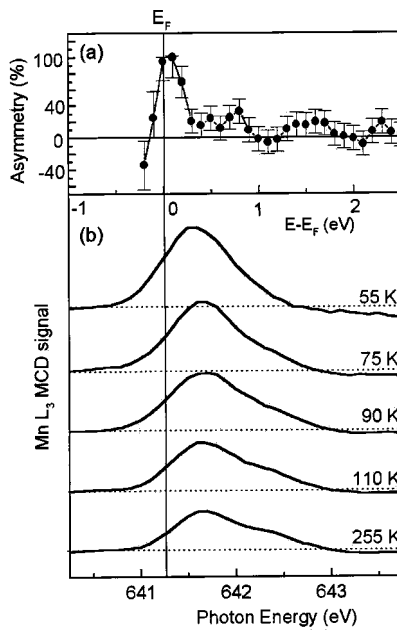 E_F
(a)
Asymmetry (%)
100
40
0
-40
-1
0
1
2
E-E_F (eV)
(b)
Mn L_3 MCD signal
55 K
75 K
90 K
110 K
255 K
641
642
643
Photon Energy (eV)